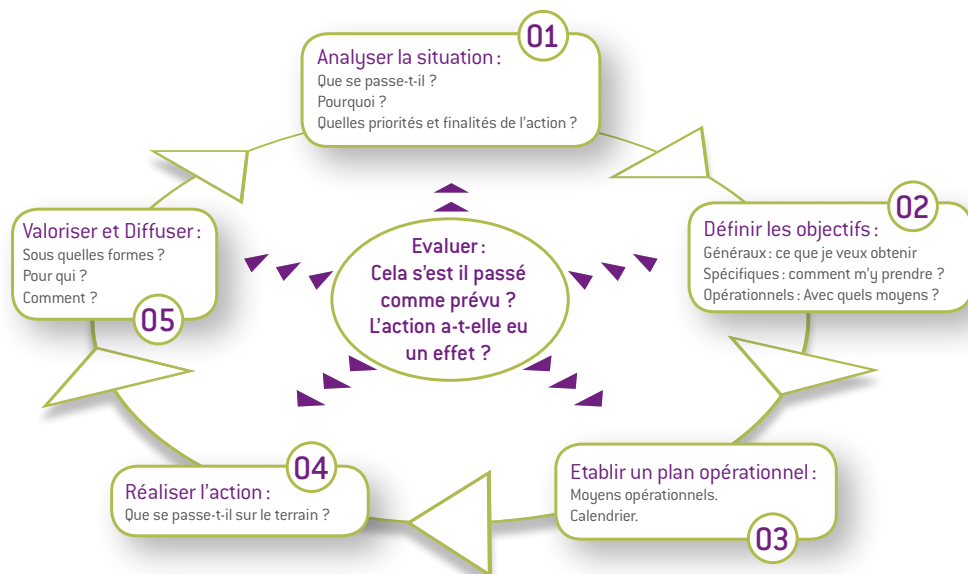 01
Analyser la situation :
Que se passe-t-il ?
Pourquoi ?
Quelles priorités et finalités de l'action ?
02
Définir les objectifs :
Généraux : ce que je veux obtenir
Spécifiques : comment m'y prendre ?
Opérationnels : Avec quels moyens ?
Etablir un plan opérationnel :
Moyens opérationnels.
Calendrier.
03
04
Réaliser l'action :
Que se passe-t-il sur le terrain ?
Valoriser et Diffuser :
Sous quelles formes ?
Pour qui ?
Comment ?
05
Evaluer :
Cela s'est il passé
comme prévu ?
L'action a-t-elle eu
un effet ?